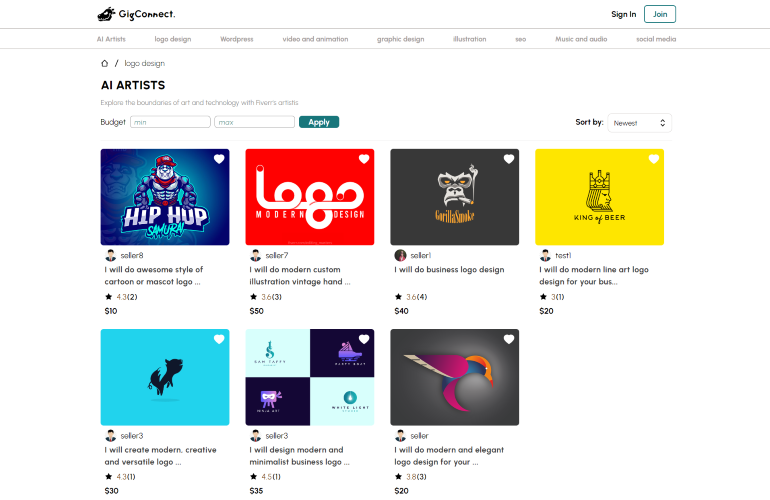 GigConnect.
Sign In
Join
AI Artists
logo design
Wordpress
video and animation
graphic design
illustration
seo
Music and audio
social media
/ logo design
AI ARTISTS
Explore the boundaries of art and technology with Fiverr's artists
Budget min max Apply
Sort by: Newest
HIP HUP
SAMURAI
seller8
I will do awesome style of
cartoon or mascot logo ...
4.3(2)
$10
Logo
MODERN DESIGN
seller7
I will do modern custom
illustration vintage hand ...
3.6(3)
$50
GorillaSmoke
seller1
I will do business logo design
3.6(4)
$40
KING of BEER
test1
I will do modern line art logo
design for your bus...
3(1)
$20
seller3
I will create modern, creative
and versatile logo ...
4.3(1)
$30
SAM TAFFY
HAPPY BOAT
NINJA ART
WHITE LIGHT
seller3
I will design modern and
minimalist business logo ...
4.5(1)
$35
seller
I will do modern and elegant
logo design for your ...
3.8(3)
$20